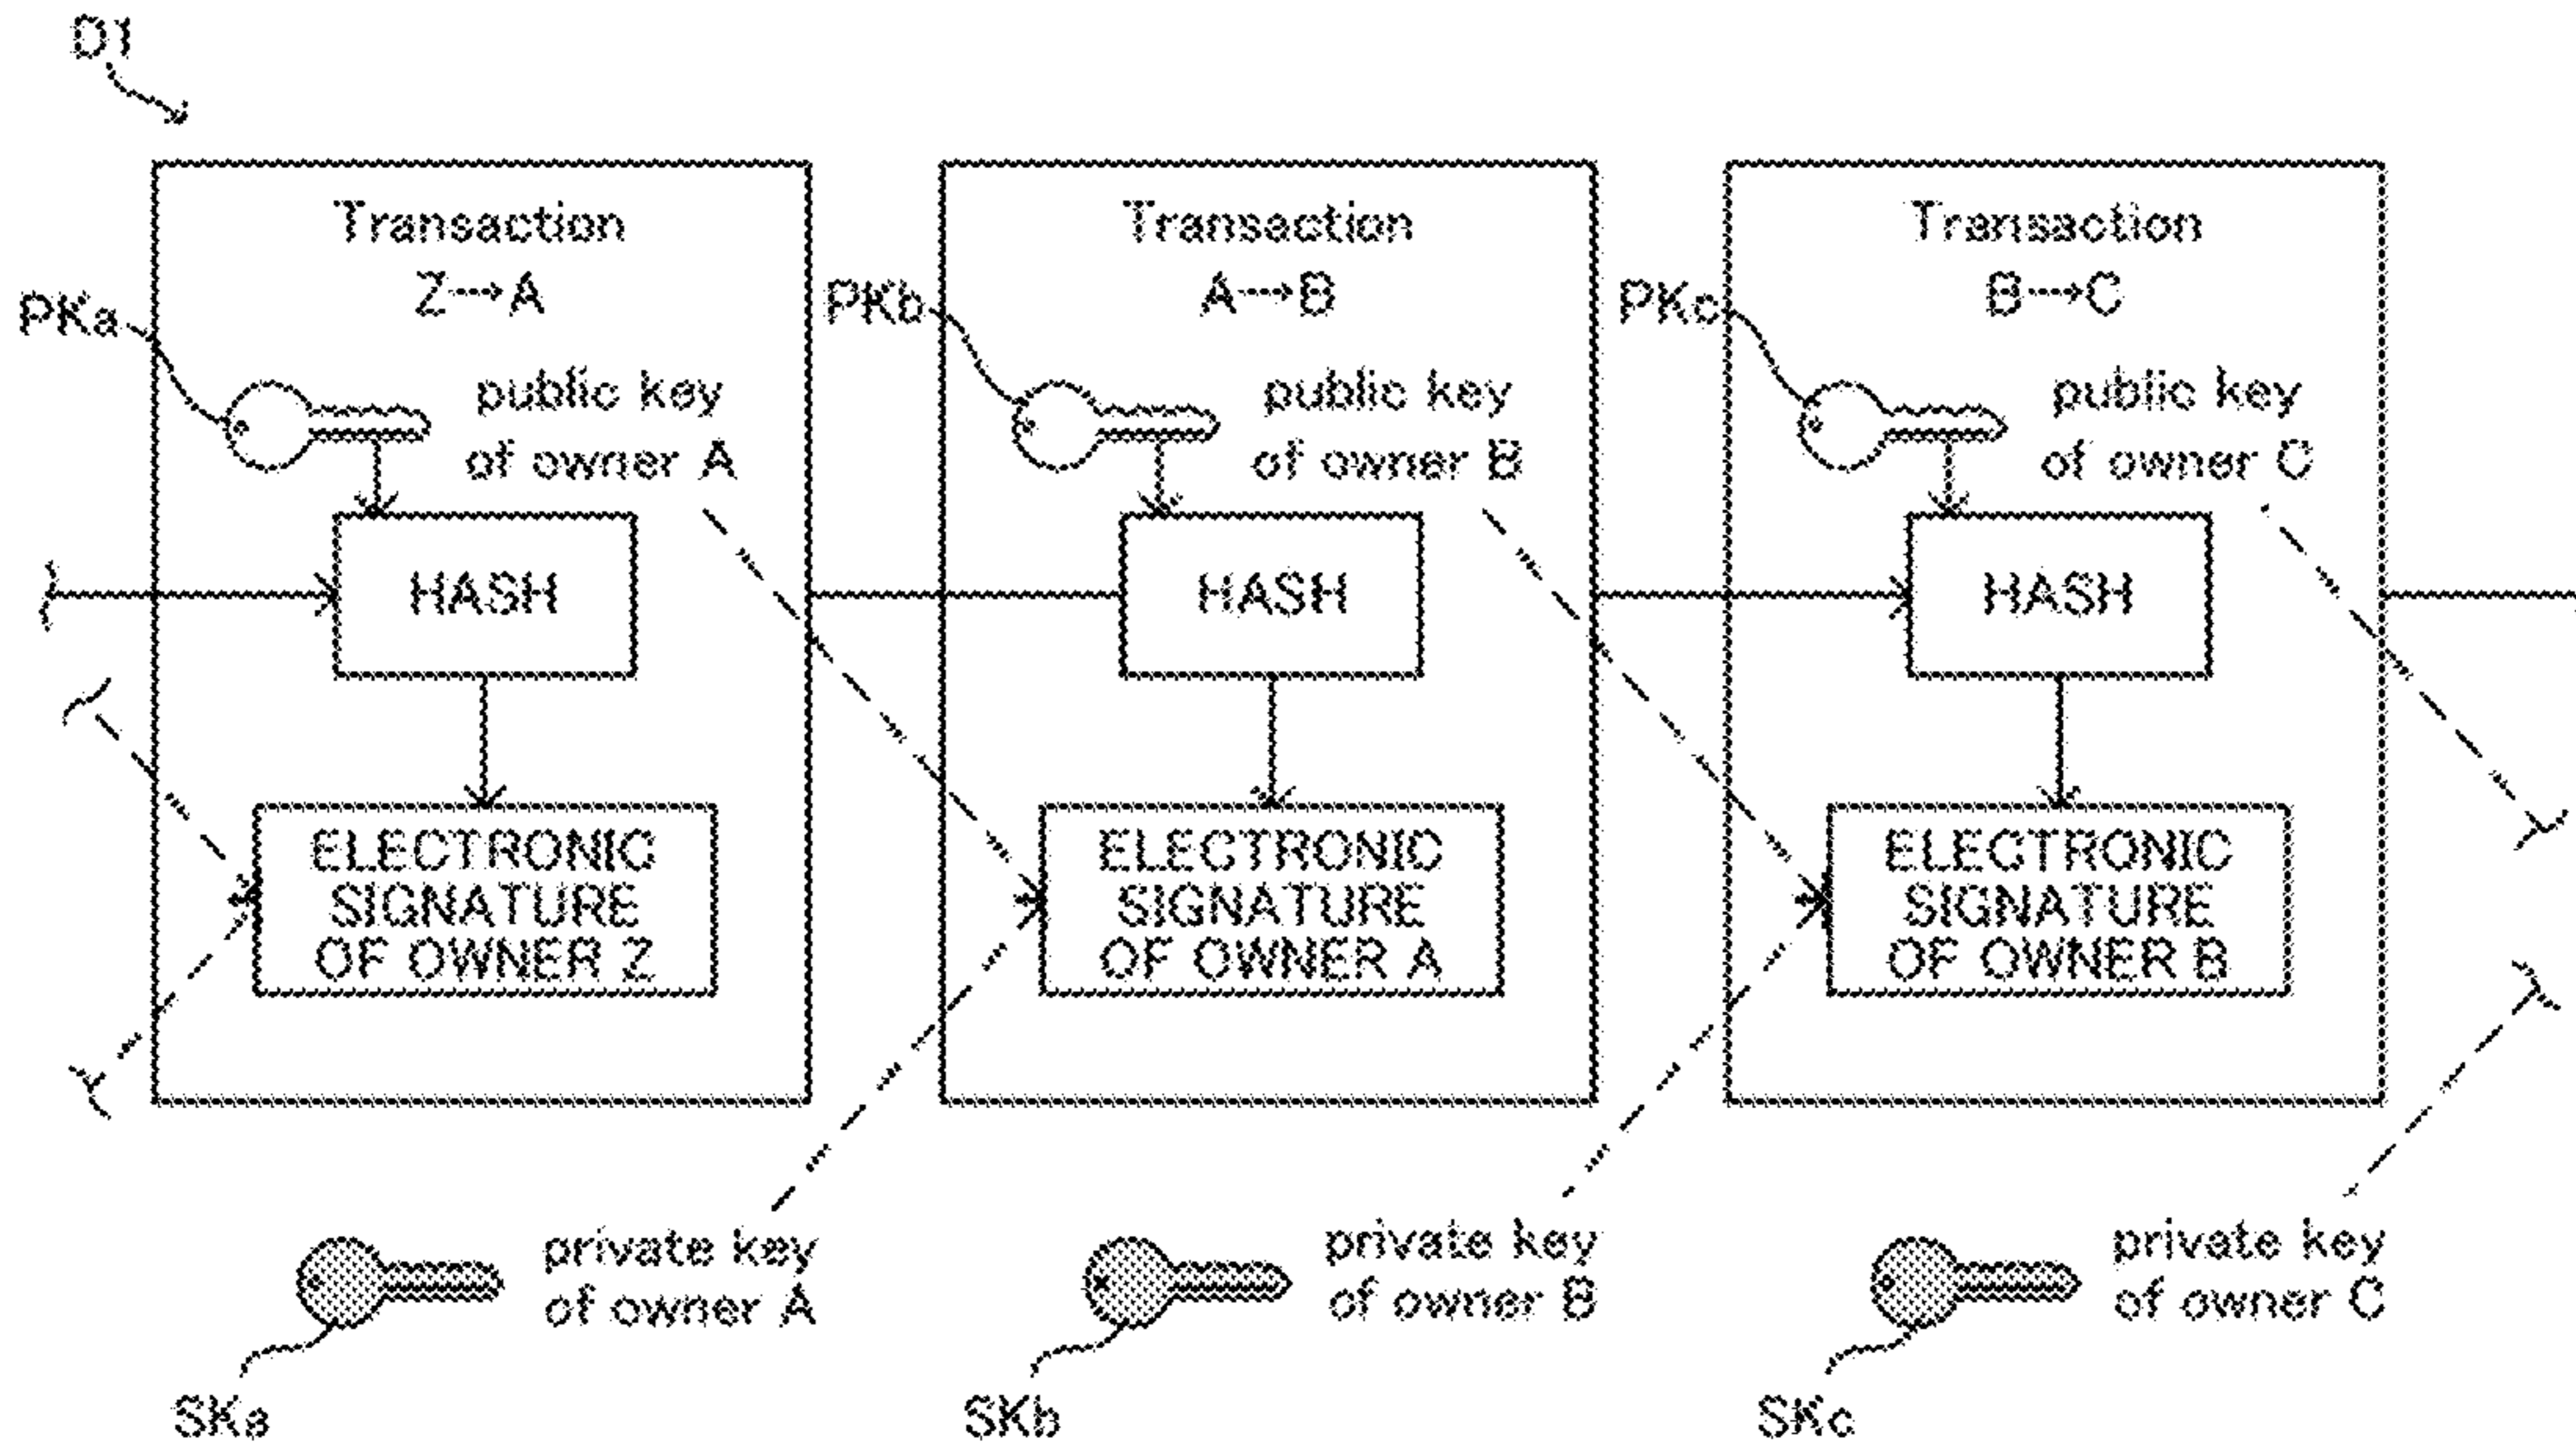 D1
Transaction
Z→A
PKa
public key
of owner A
HASH
ELECTRONIC
SIGNATURE
OF OWNER Z
Transaction
A→B
PKb
public key
of owner B
HASH
ELECTRONIC
SIGNATURE
OF OWNER A
Transaction
B→C
PKc
public key
of owner C
HASH
ELECTRONIC
SIGNATURE
OF OWNER B
private key
of owner A
SKa
private key
of owner B
SKb
private key
of owner C
SKc